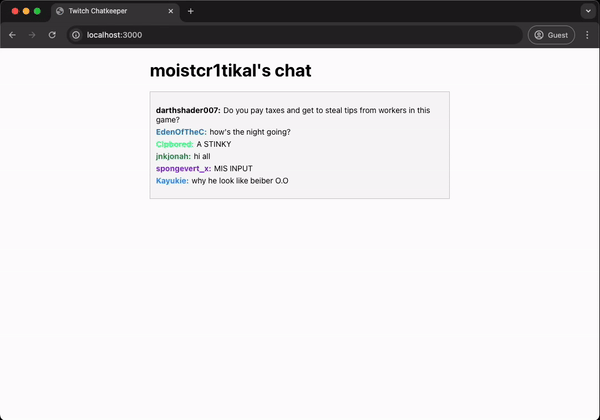 Twitch Chatkeeper
localhost:3000
Guest
moistcr1tikal's chat
darthshader007: Do you pay taxes and get to steal tips from workers in this
game?
EdenOfTheC: how's the night going?
Cipbored: A STINKY
jnkjonah: hi all
spongevert_x: MIS INPUT
Kayukie: why he look like beiber O.O